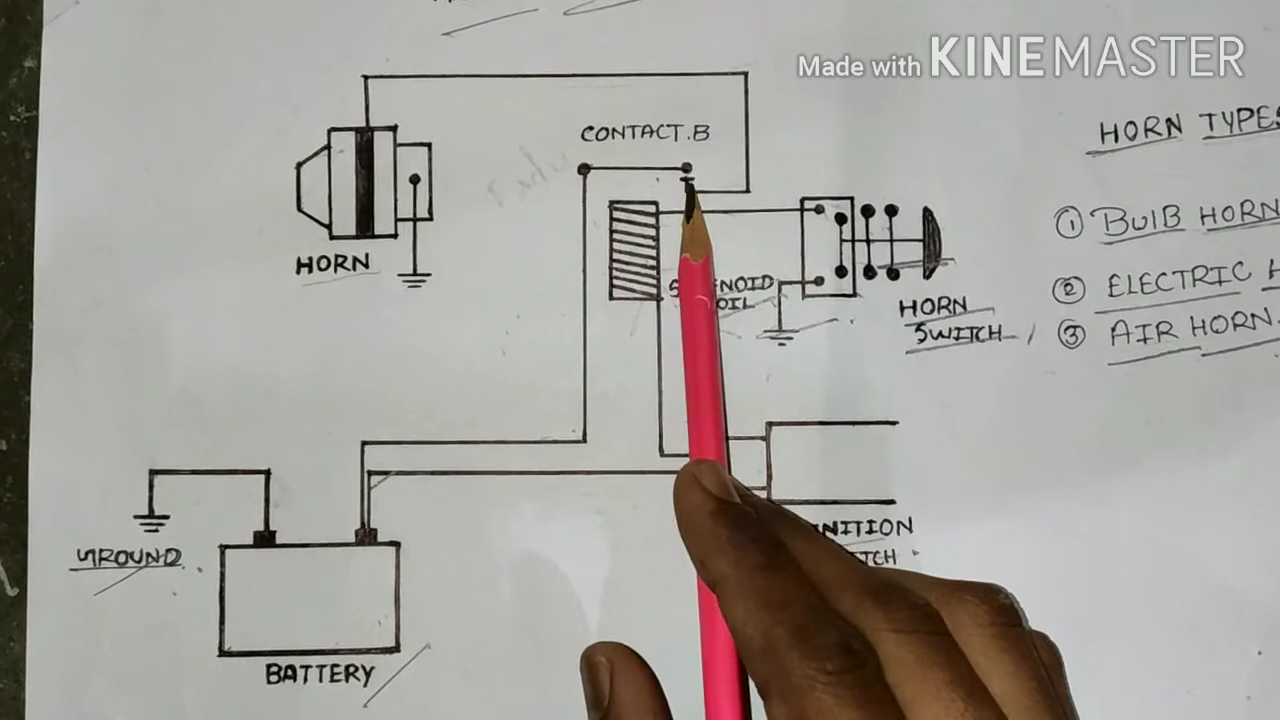 Made with KINEMASTER
CONTACT.B
HORN
HORN
SWITCH
GROUND
BATTERY
HORN TYPES
① BULB HORN
② ELECTRIC H
③ AIR HORN.